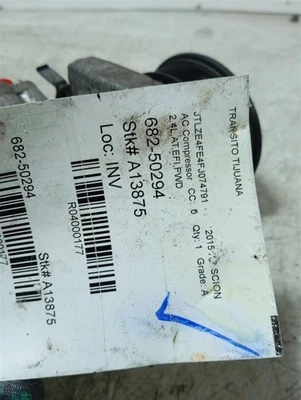 TRANSITO TIJUANA
JTLZE4FE4FJ074791 - 2015 SCION
AC Compressor CC: 6 Qty: 1 Grade: A
2.4L, AT, EFI, FWD
682-50294
Stk# A13875
Loc: INV
R04000177
682-50294
Stk# A13875